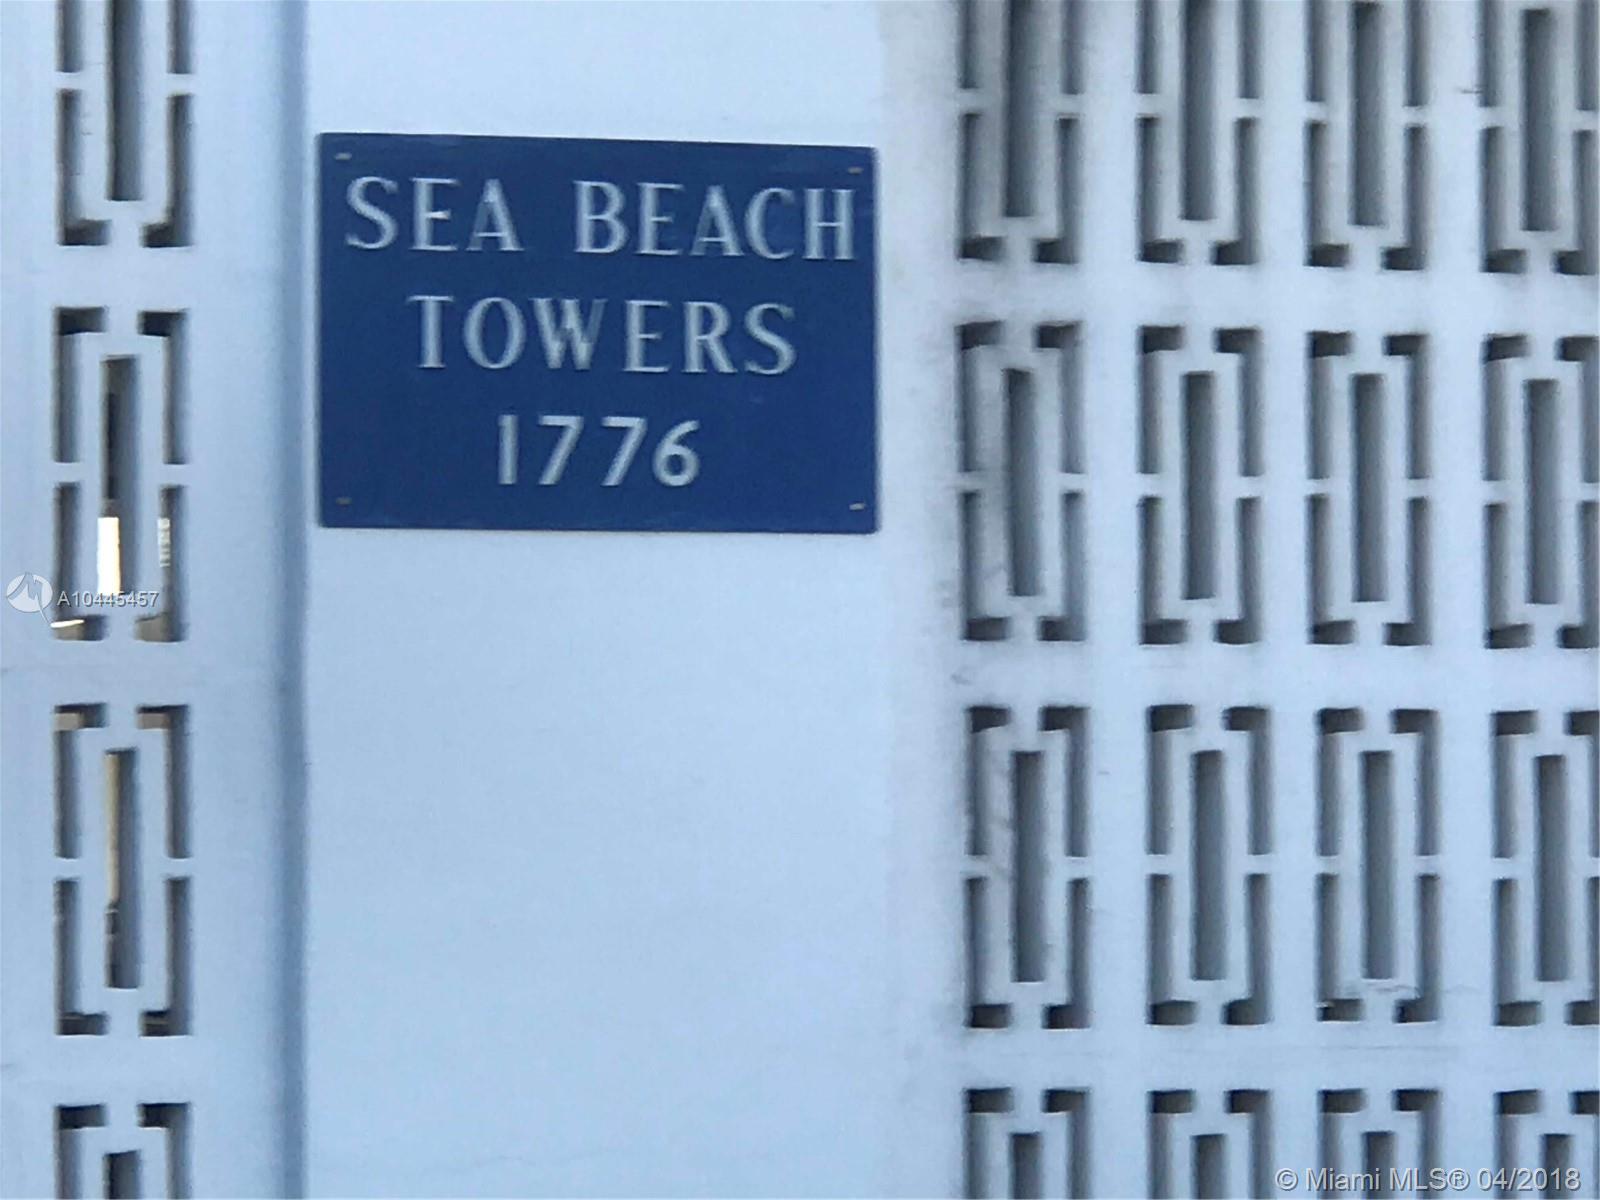 SEA BEACH
TOWERS
1776
A10445457
© Miami MLS® 04/2018